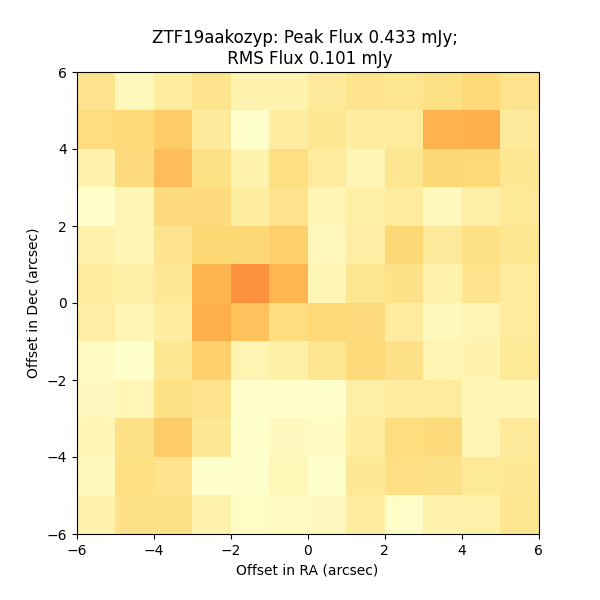 ZTF19aakozyp: Peak Flux 0.433 mJy;
RMS Flux 0.101 mJy
6
4
2
0
−2
−4
−6
Offset in Dec (arcsec)
−6 −4 −2 0 2 4 6
Offset in RA (arcsec)